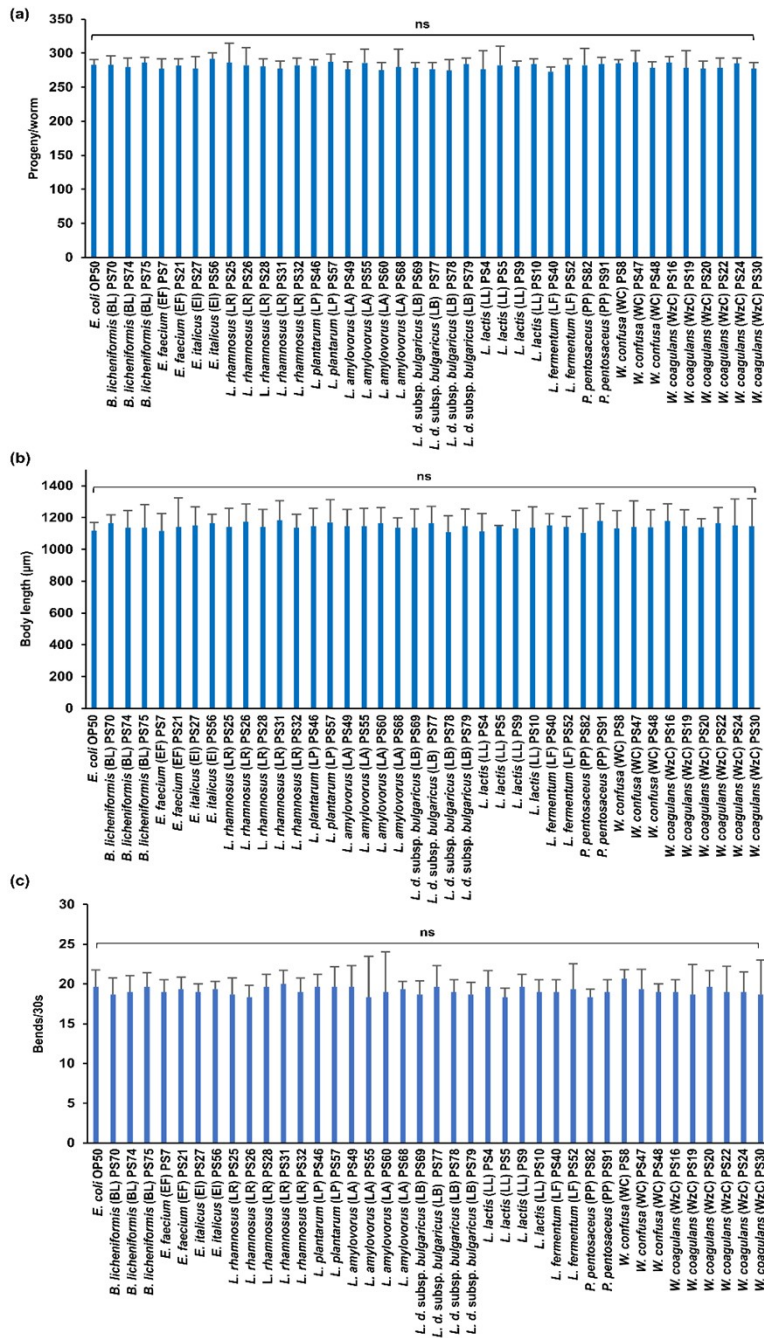 (a)
ns
350
300
250
200
150
100
50
0
Progeny/worm
E. coli OP50
B. licheniformis (BL) PS70
B. licheniformis (BL) PS74
B. licheniformis (BL) PS75
E. faecium (EF) PS7
E. faecium (EF) PS21
E. italicus (EI) PS27
E. italicus (EI) PS56
L. rhamnosus (LR) PS25
L. rhamnosus (LR) PS26
L. rhamnosus (LR) PS28
L. rhamnosus (LR) PS31
L. rhamnosus (LR) PS32
L. plantarum (LP) PS46
L. plantarum (LP) PS57
L. amylovorus (LA) PS49
L. amylovorus (LA) PS55
L. amylovorus (LA) PS60
L. amylovorus (LA) PS68
L. d. subsp. bulgaricus (LB) PS69
L. d. subsp. bulgaricus (LB) PS77
L. d. subsp. bulgaricus (LB) PS78
L. d. subsp. bulgaricus (LB) PS79
L. lactis (LL) PS4
L. lactis (LL) PS5
L. lactis (LL) PS9
L. lactis (LL) PS10
L. fermentum (LF) PS40
L. fermentum (LF) PS52
P. pentosaceus (PP) PS82
P. pentosaceus (PP) PS91
W. confusa (WC) PS8
W. confusa (WC) PS47
W. confusa (WC) PS48
W. coagulans (WzC) PS16
W. coagulans (WzC) PS19
W. coagulans (WzC) PS20
W. coagulans (WzC) PS22
W. coagulans (WzC) PS24
W. coagulans (WzC) PS30
(b)
ns
1400
1200
1000
800
600
400
200
0
Body length (µm)
E. coli OP50
B. licheniformis (BL) PS70
B. licheniformis (BL) PS74
B. licheniformis (BL) PS75
E. faecium (EF) PS7
E. faecium (EF) PS21
E. italicus (EI) PS27
E. italicus (EI) PS56
L. rhamnosus (LR) PS25
L. rhamnosus (LR) PS26
L. rhamnosus (LR) PS28
L. rhamnosus (LR) PS31
L. rhamnosus (LR) PS32
L. plantarum (LP) PS46
L. plantarum (LP) PS57
L. amylovorus (LA) PS49
L. amylovorus (LA) PS55
L. amylovorus (LA) PS60
L. amylovorus (LA) PS68
L. d. subsp. bulgaricus (LB) PS69
L. d. subsp. bulgaricus (LB) PS77
L. d. subsp. bulgaricus (LB) PS78
L. d. subsp. bulgaricus (LB) PS79
L. lactis (LL) PS4
L. lactis (LL) PS5
L. lactis (LL) PS9
L. lactis (LL) PS10
L. fermentum (LF) PS40
L. fermentum (LF) PS52
P. pentosaceus (PP) PS82
P. pentosaceus (PP) PS91
W. confusa (WC) PS8
W. confusa (WC) PS47
W. confusa (WC) PS48
W. coagulans (WzC) PS16
W. coagulans (WzC) PS19
W. coagulans (WzC) PS20
W. coagulans (WzC) PS22
W. coagulans (WzC) PS24
W. coagulans (WzC) PS30
(c)
ns
30
25
20
15
10
5
0
Bends/30s
E. coli OP50
B. licheniformis (BL) PS70
B. licheniformis (BL) PS74
B. licheniformis (BL) PS75
E. faecium (EF) PS7
E. faecium (EF) PS21
E. italicus (EI) PS27
E. italicus (EI) PS56
L. rhamnosus (LR) PS25
L. rhamnosus (LR) PS26
L. rhamnosus (LR) PS28
L. rhamnosus (LR) PS31
L. rhamnosus (LR) PS32
L. plantarum (LP) PS46
L. plantarum (LP) PS57
L. amylovorus (LA) PS49
L. amylovorus (LA) PS55
L. amylovorus (LA) PS60
L. amylovorus (LA) PS68
L. d. subsp. bulgaricus (LB) PS69
L. d. subsp. bulgaricus (LB) PS77
L. d. subsp. bulgaricus (LB) PS78
L. d. subsp. bulgaricus (LB) PS79
L. lactis (LL) PS4
L. lactis (LL) PS5
L. lactis (LL) PS9
L. lactis (LL) PS10
L. fermentum (LF) PS40
L. fermentum (LF) PS52
P. pentosaceus (PP) PS82
P. pentosaceus (PP) PS91
W. confusa (WC) PS8
W. confusa (WC) PS47
W. confusa (WC) PS48
W. coagulans (WzC) PS16
W. coagulans (WzC) PS19
W. coagulans (WzC) PS20
W. coagulans (WzC) PS22
W. coagulans (WzC) PS24
W. coagulans (WzC) PS30